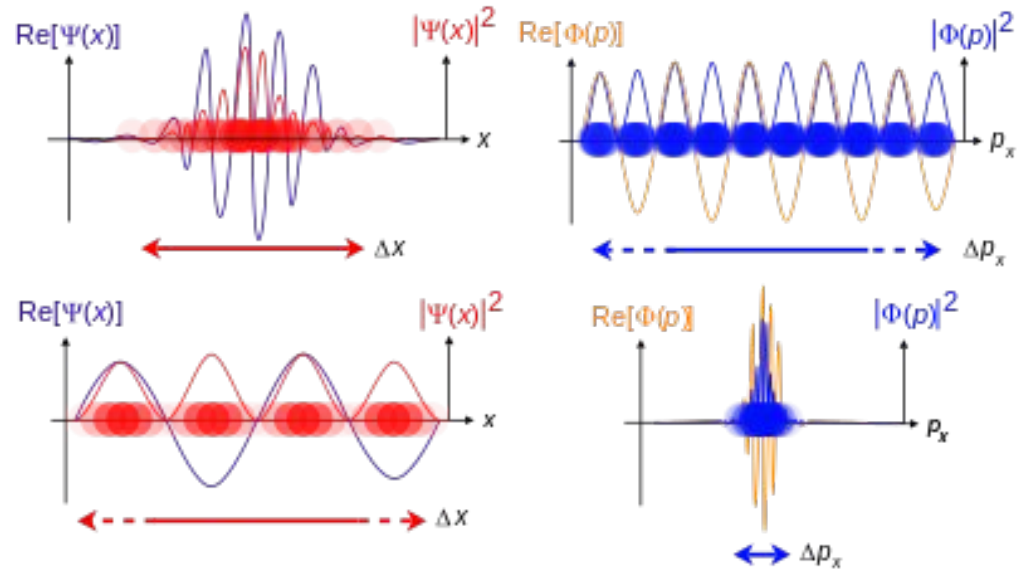 Re[Ψ(x)]
|Ψ(x)|²
Re[Φ(p)]
|Φ(p)|²
x
pₓ
Δx
Δpₓ
Re[Ψ(x)]
|Ψ(x)|²
Re[Φ(p)]
|Φ(p)|²
x
pₓ
Δx
Δpₓ